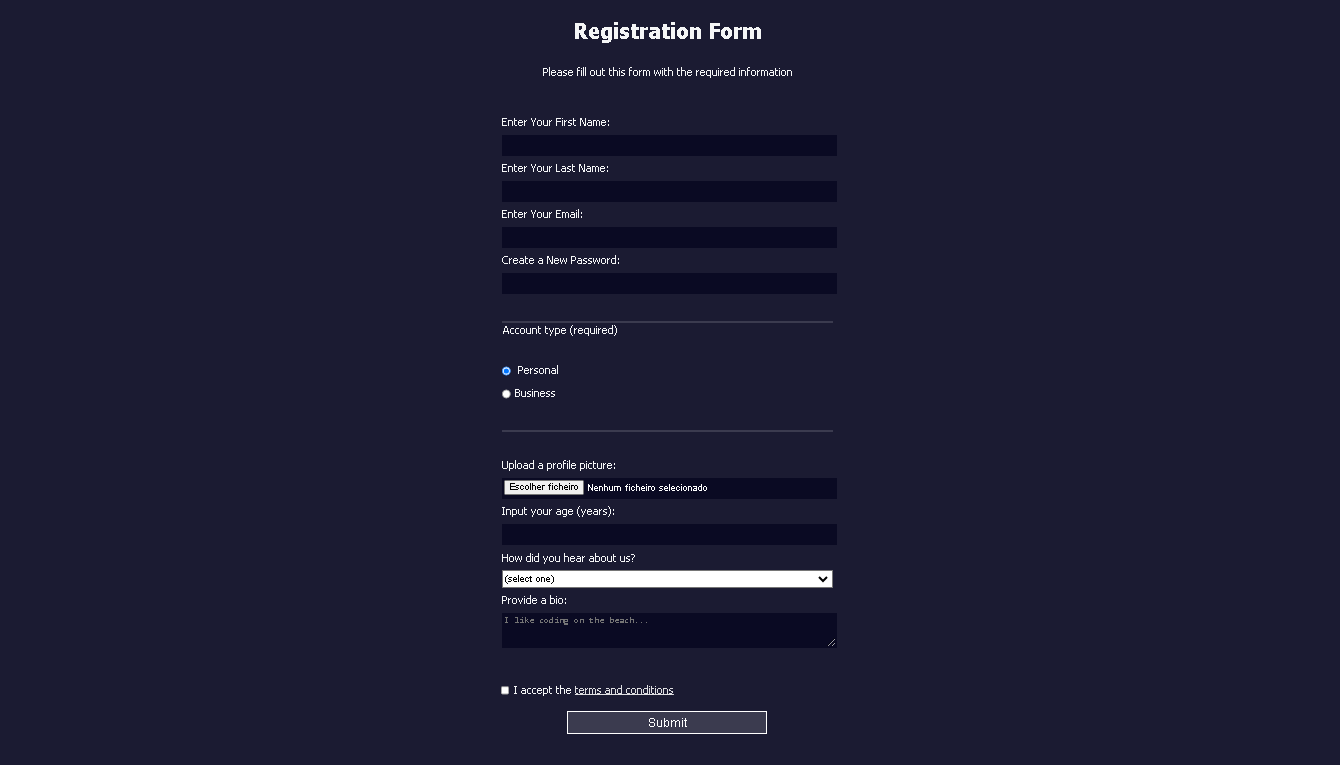 Registration Form
Please fill out this form with the required information
Enter Your First Name:
Enter Your Last Name:
Enter Your Email:
Create a New Password:
Account type (required)
Personal
Business
Upload a profile picture:
Escolher ficheiro Nenhum ficheiro selecionado
Input your age (years):
How did you hear about us?
(select one)
Provide a bio:
I like coding on the beach...
I accept the terms and conditions
Submit